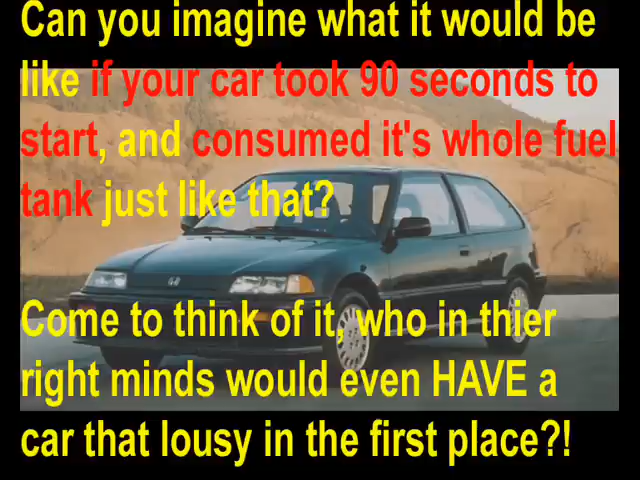 Can you imagine what it would be
like if your car took 90 seconds to
start, and consumed it's whole fuel
tank just like that?
Come to think of it, who in thier
right minds would even HAVE a
car that lousy in the first place?!